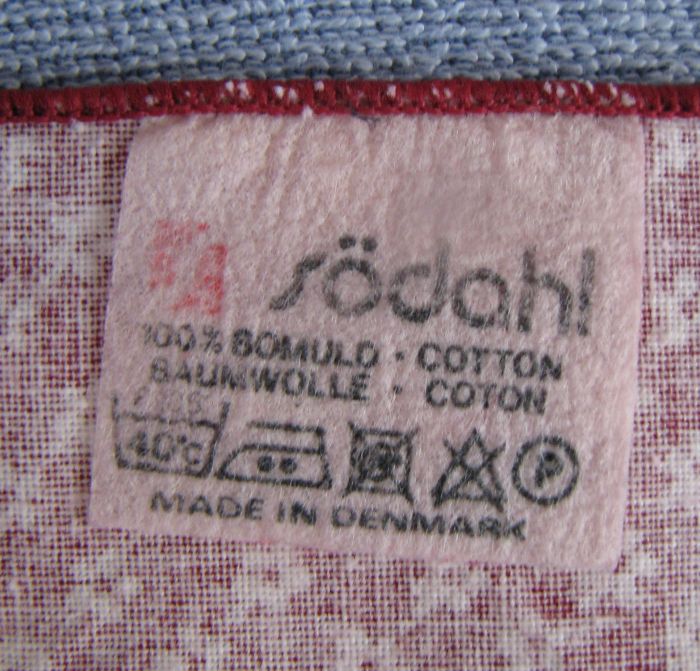 södahl
100% BOMULD · COTTON
BAUMWOLLE · COTON
40°C
P
MADE IN DENMARK